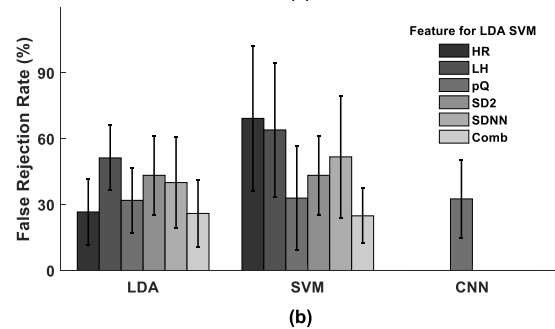 Feature for LDA SVM
HR
LH
pQ
SD2
SDNN
Comb
False Rejection Rate (%)
90
60
30
0
LDA SVM CNN
(b)